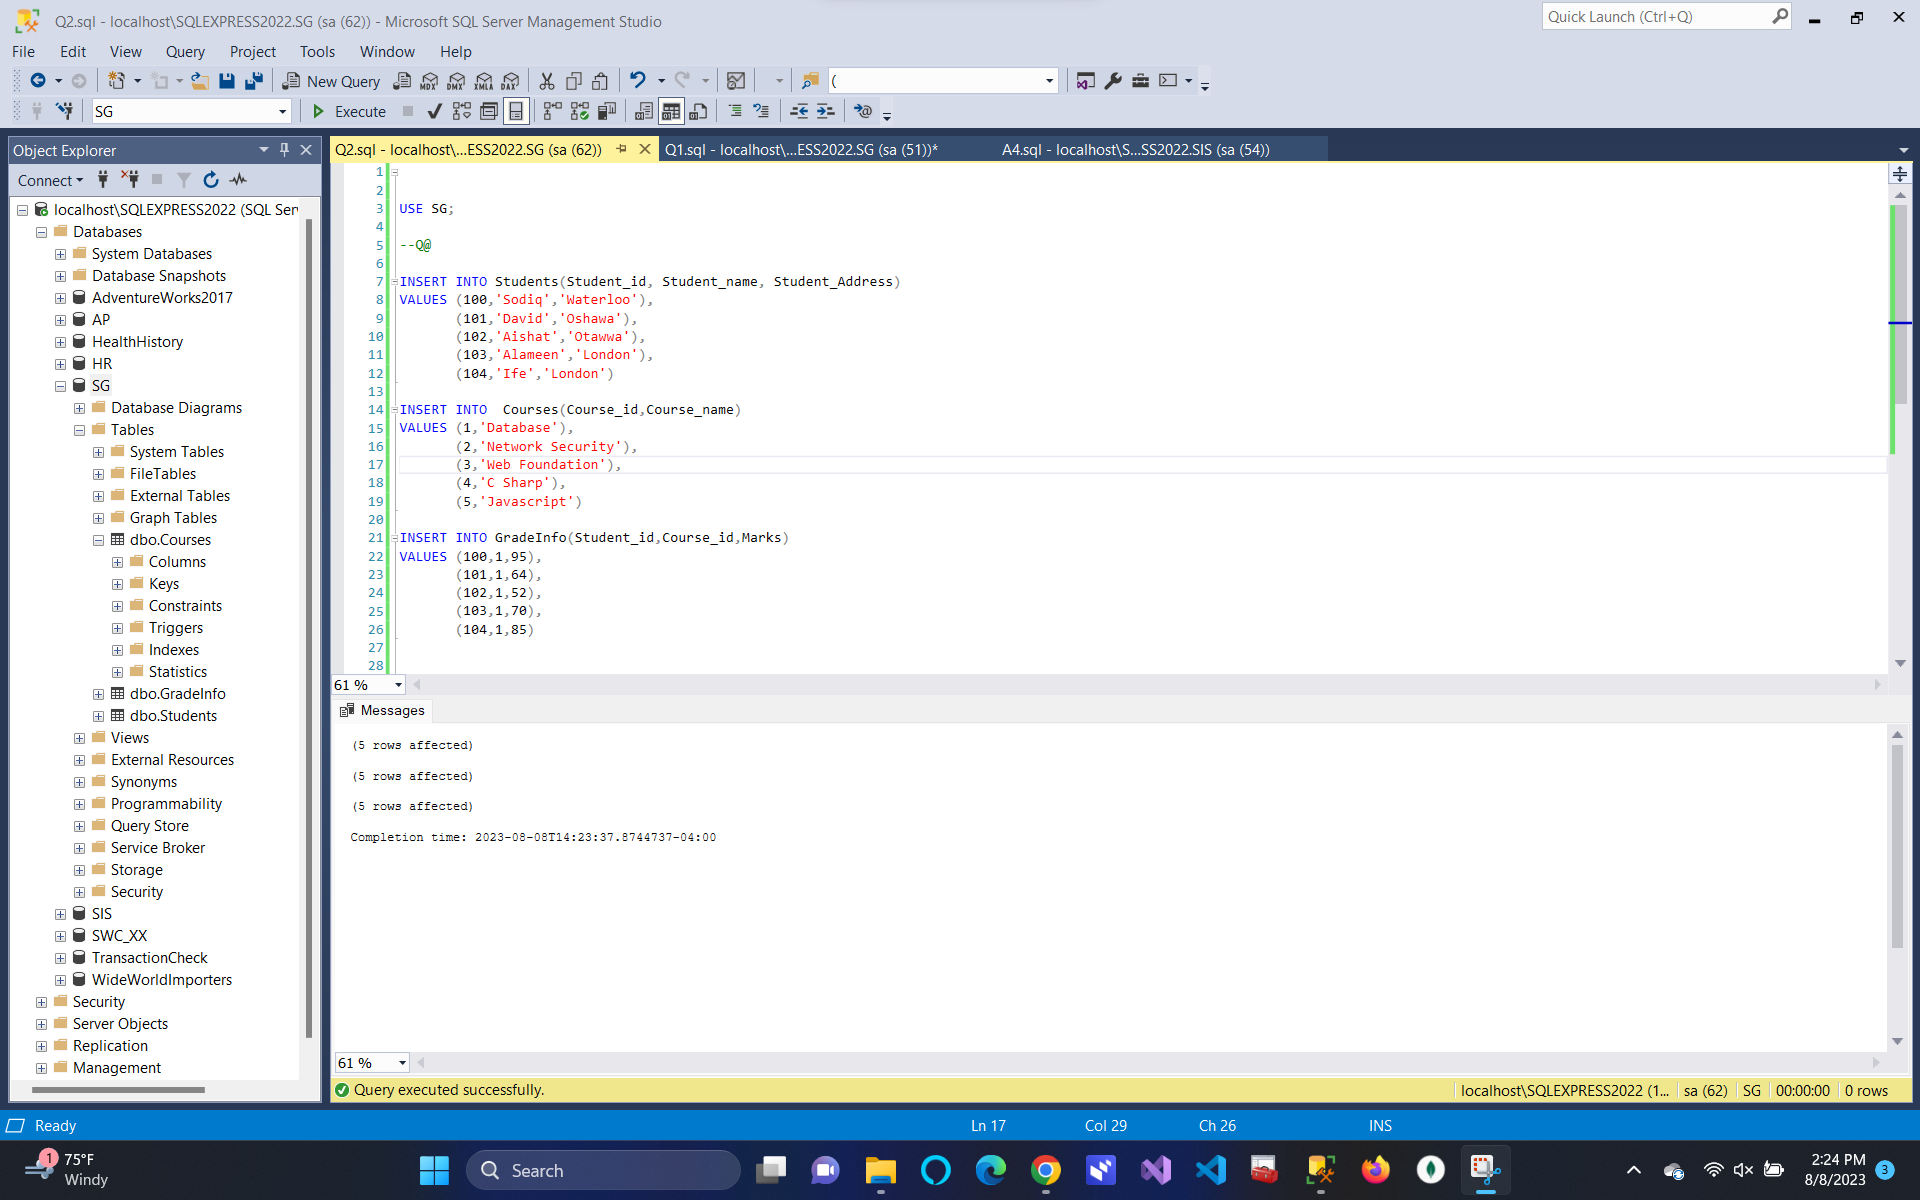 Q2.sql - localhost\SQLEXPRESS2022.SG (sa (62)) - Microsoft SQL Server Management Studio
Quick Launch (Ctrl+Q)
File Edit View Query Project Tools Window Help
New Query MDX DMX XMLA DAX (
SG Execute
Object Explorer
Connect
localhost\SQLEXPRESS2022 (SQL Ser
Databases
System Databases
Database Snapshots
AdventureWorks2017
AP
HealthHistory
HR
SG
Database Diagrams
Tables
System Tables
FileTables
External Tables
Graph Tables
dbo.Courses
Columns
Keys
Constraints
Triggers
Indexes
Statistics
dbo.GradeInfo
dbo.Students
Views
External Resources
Synonyms
Programmability
Query Store
Service Broker
Storage
Security
SIS
SWC_XX
TransactionCheck
WideWorldImporters
Security
Server Objects
Replication
Management
Q2.sql - localhost\...ESS2022.SG (sa (62)) Q1.sql - localhost\...ESS2022.SG (sa (51))* A4.sql - localhost\S...SS2022.SIS (sa (54))
1
2
3 USE SG;
4
5 --Q@
6
7 INSERT INTO Students(Student_id, Student_name, Student_Address)
8 VALUES (100,'Sodiq','Waterloo'),
9 (101,'David','Oshawa'),
10 (102,'Aishat','Otawwa'),
11 (103,'Alameen','London'),
12 (104,'Ife','London')
13
14 INSERT INTO  Courses(Course_id,Course_name)
15 VALUES (1,'Database'),
16 (2,'Network Security'),
17 (3,'Web Foundation'),
18 (4,'C Sharp'),
19 (5,'Javascript')
20
21 INSERT INTO GradeInfo(Student_id,Course_id,Marks)
22 VALUES (100,1,95),
23 (101,1,64),
24 (102,1,52),
25 (103,1,70),
26 (104,1,85)
27
28
61 %
Messages
(5 rows affected)
(5 rows affected)
(5 rows affected)
Completion time: 2023-08-08T14:23:37.8744737-04:00
61 %
Query executed successfully. localhost\SQLEXPRESS2022 (1... sa (62) SG 00:00:00 0 rows
Ready Ln 17 Col 29 Ch 26 INS
1 75°F
Windy
Search
2:24 PM
8/8/2023
3